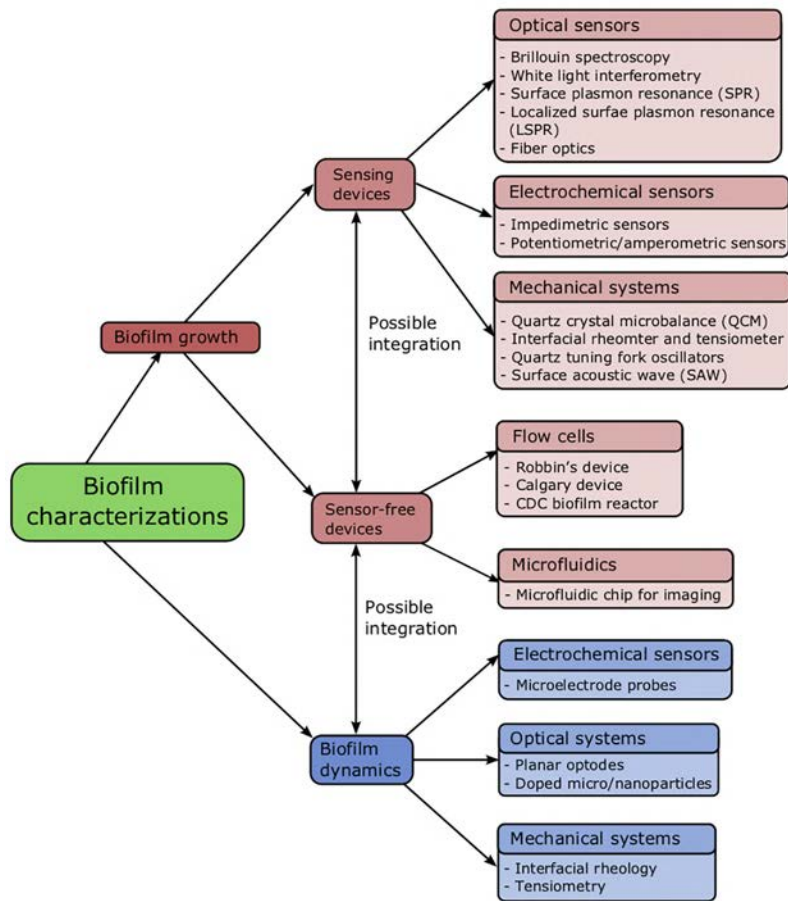 Optical sensors
- Brillouin spectroscopy
- White light interferometry
- Surface plasmon resonance (SPR)
- Localized surfae plasmon resonance
(LSPR)
- Fiber optics
Sensing
devices
Electrochemical sensors
- Impedimetric sensors
- Potentiometric/amperometric sensors
Mechanical systems
- Quartz crystal microbalance (QCM)
- Interfacial rheomter and tensiometer
- Quartz tuning fork oscillators
- Surface acoustic wave (SAW)
Biofilm growth
Possible
integration
Flow cells
- Robbin's device
- Calgary device
- CDC biofilm reactor
Biofilm
characterizations
Sensor-free
devices
Microfluidics
- Microfluidic chip for imaging
Possible
integration
Electrochemical sensors
- Microelectrode probes
Biofilm
dynamics
Optical systems
- Planar optodes
- Doped micro/nanoparticles
Mechanical systems
- Interfacial rheology
- Tensiometry